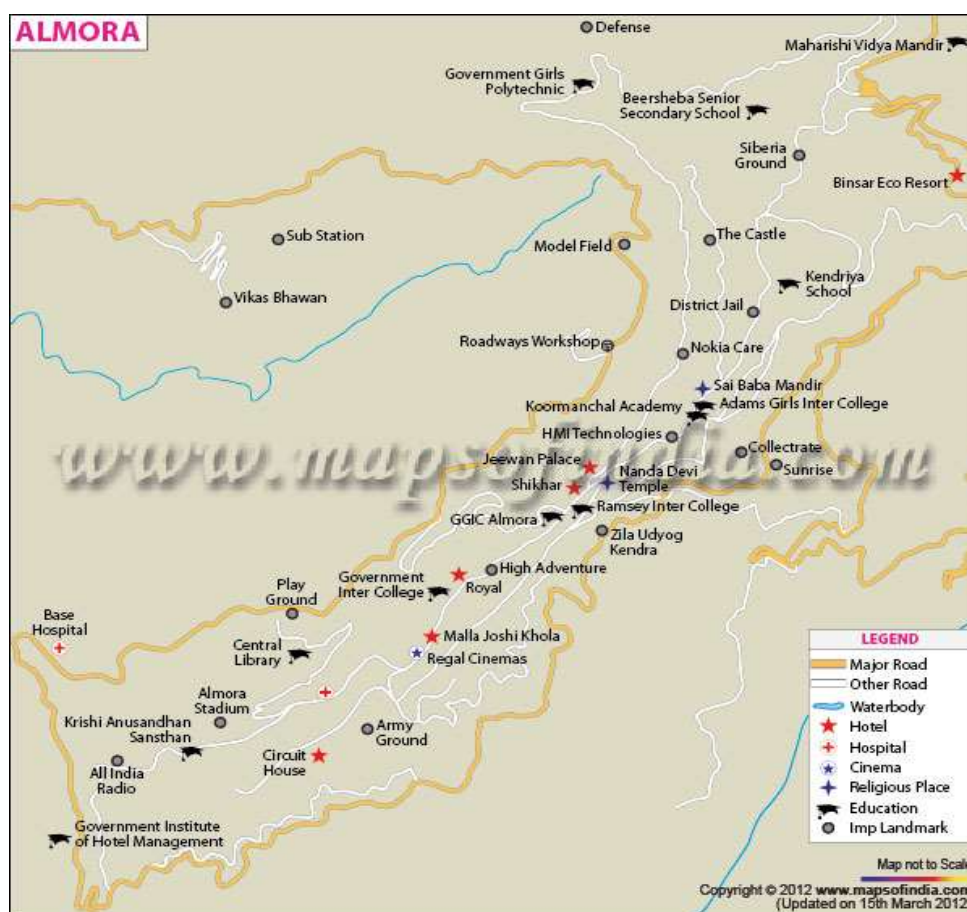 ALMORA
Defense
Maharishi Vidya Mandir
Government Girls
Polytechnic
Beersheba Senior
Secondary School
Siberia
Ground
Binsar Eco Resort
Sub Station
Model Field
The Castle
Kendriya
School
Vikas Bhawan
District Jail
Roadways Workshop
Nokia Care
Sai Baba Mandir
Koormanchal Academy
Adams Girls Inter College
HMI Technologies
Collectrate
www.mapsofindia.com
Jeewan Palace
Sunrise
Nanda Devi
Temple
Shikhar
Ramsey Inter College
GGIC Almora
Zila Udyog
Kendra
High Adventure
Government
Inter College
Royal
Play
Ground
Base
Hospital
Malla Joshi Khola
Central
Library
Regal Cinemas
Almora
Stadium
Krishi Anusandhan
Sansthan
Army
Ground
Circuit
House
All India
Radio
Government Institute
of Hotel Management
LEGEND
Major Road
Other Road
Waterbody
Hotel
Hospital
Cinema
Religious Place
Education
Imp Landmark
Map not to Scale
Copyright © 2012 www.mapsofindia.com
(Updated on 15th March 2012